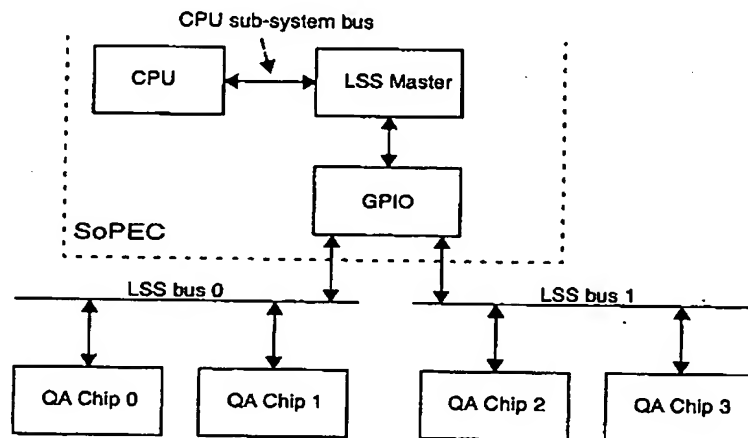 CPU sub-system bus
CPU
LSS Master
GPIO
SoPEC
LSS bus 0
LSS bus 1
QA Chip 0
QA Chip 1
QA Chip 2
QA Chip 3